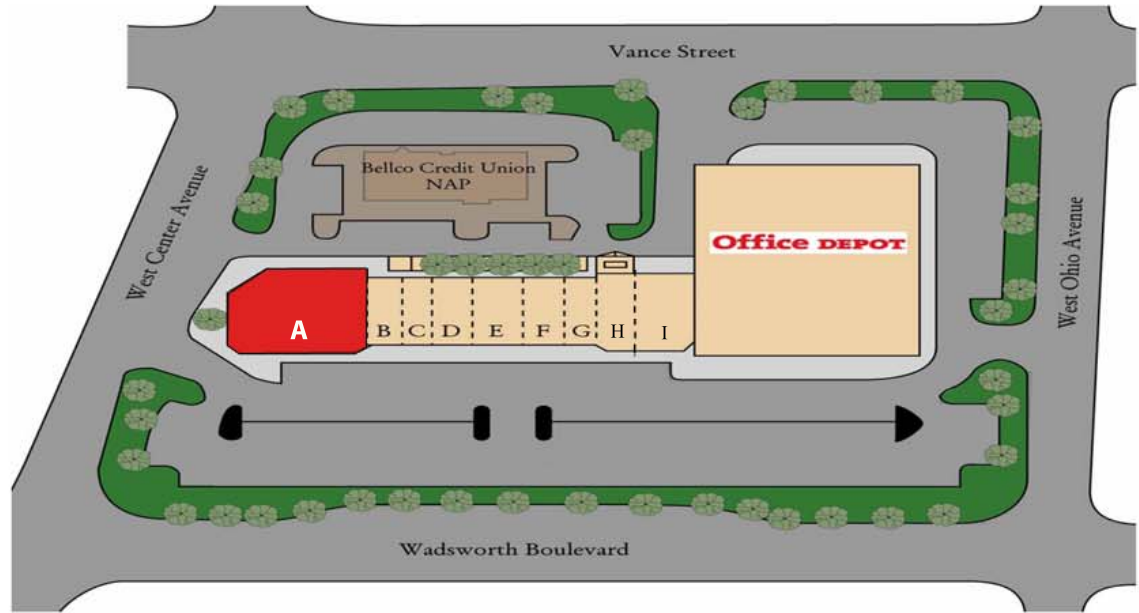 Vance Street
Bellco Credit Union
NAP
West Center Avenue
Office DEPOT
West Ohio Avenue
A B C D E F G H I
Wadsworth Boulevard